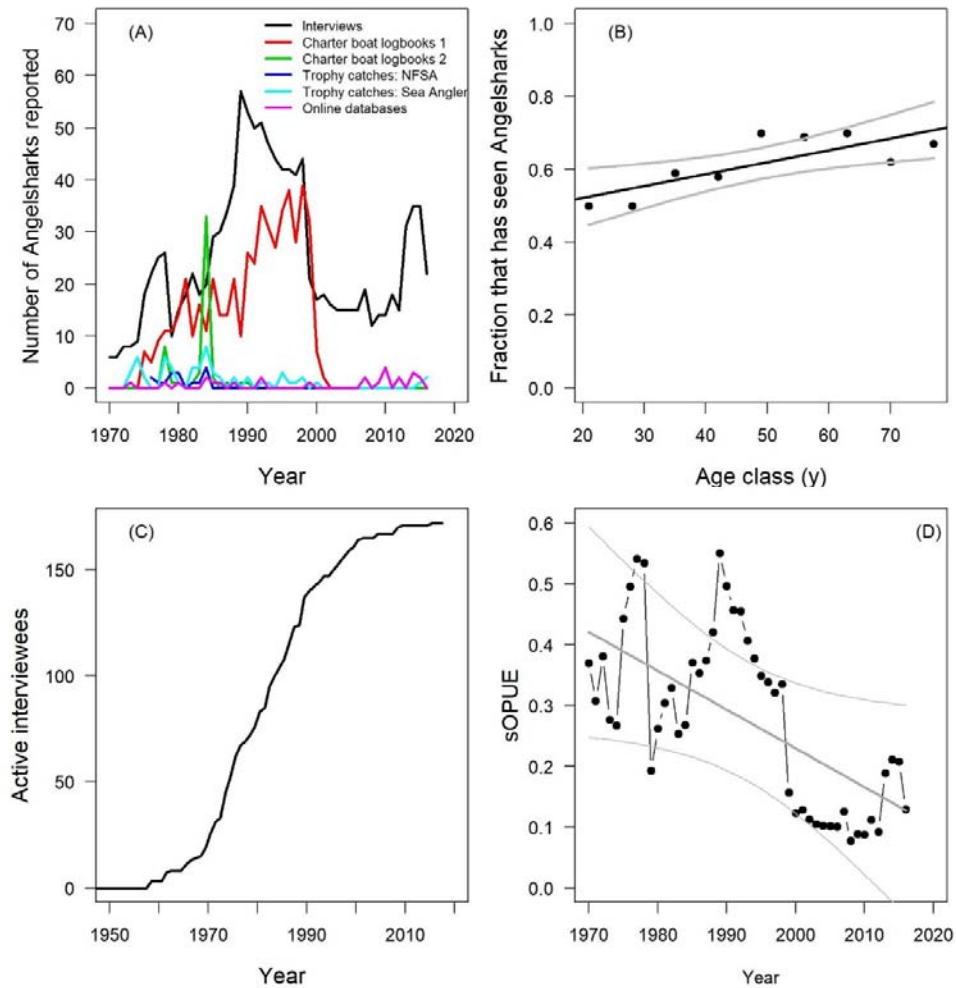 (A)
Interviews
Charter boat logbooks 1
Charter boat logbooks 2
Trophy catches: NFSA
Trophy catches: Sea Angler
Online databases
Number of Angelsharks reported
70
60
50
40
30
20
10
0
1970 1980 1990 2000 2010 2020
Year
(B)
Fraction that has seen Angelsharks
1.0
0.8
0.6
0.4
0.2
0.0
20 30 40 50 60 70
Age class (y)
(C)
Active interviewees
150
100
50
0
1950 1970 1990 2010
Year
(D)
sOPUE
0.6
0.5
0.4
0.3
0.2
0.1
0.0
1970 1980 1990 2000 2010 2020
Year